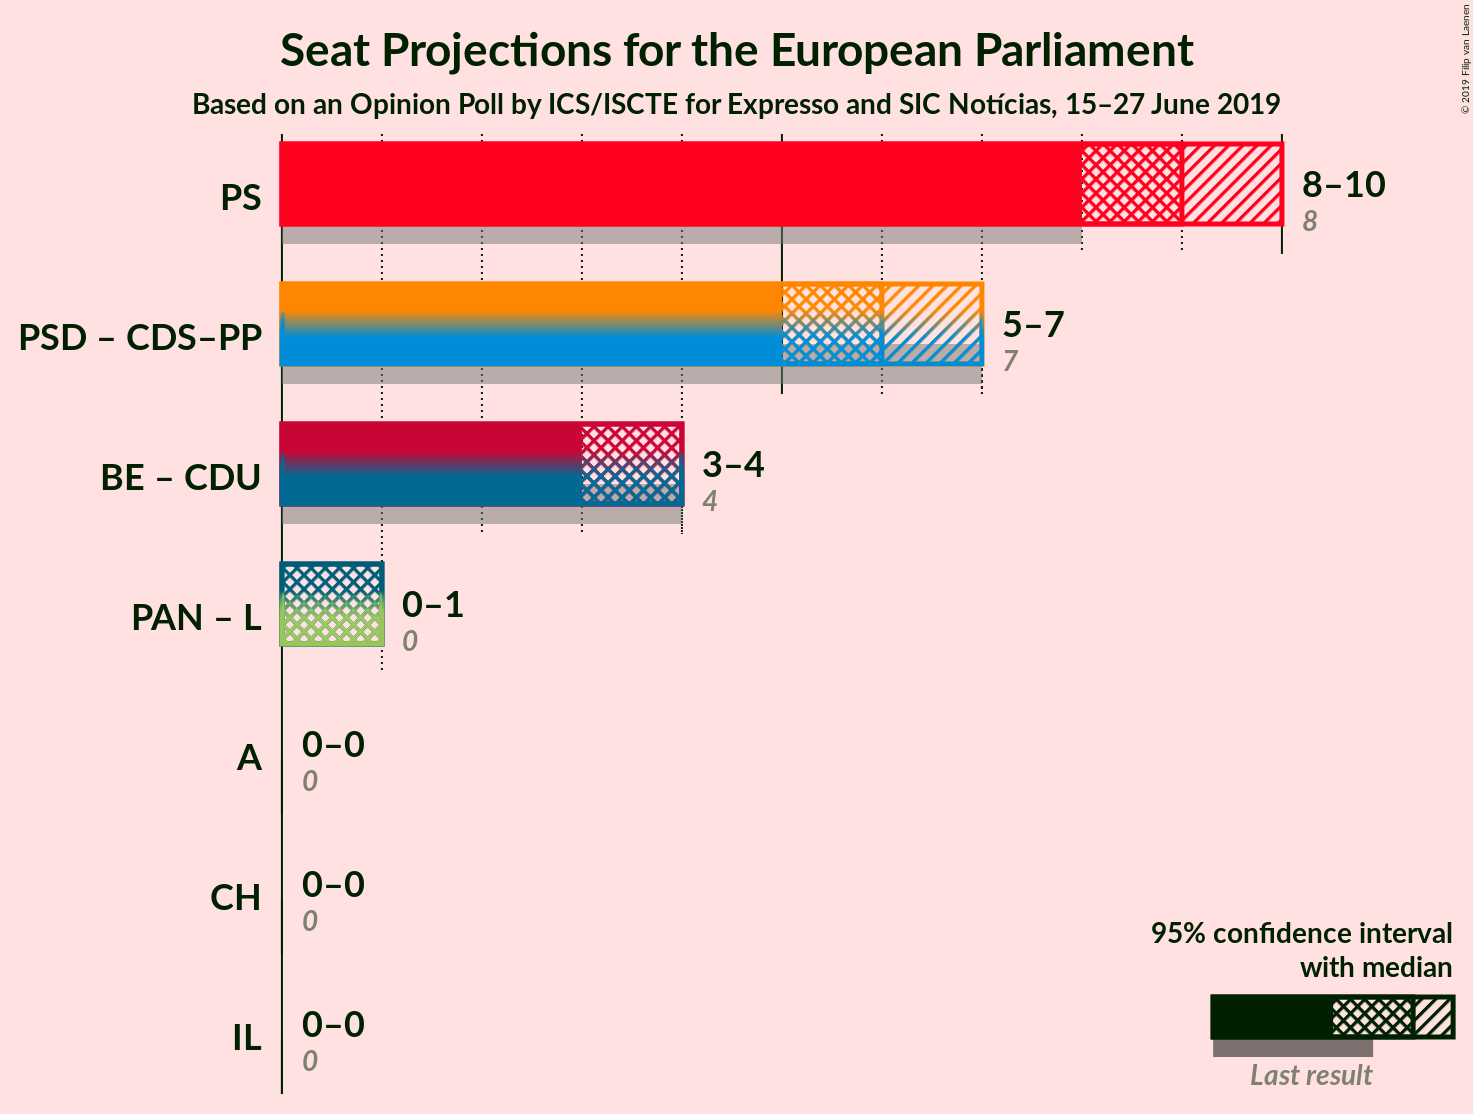 Seat Projections for the European Parliament
Based on an Opinion Poll by ICS/ISCTE for Expresso and SIC Notícias, 15–27 June 2019
© 2019 Filip van Laenen
PS
8–10
8
PSD – CDS–PP
5–7
7
BE – CDU
3–4
4
PAN – L
0–1
0
A
0–0
0
CH
0–0
0
IL
0–0
0
95% confidence interval
with median
Last result